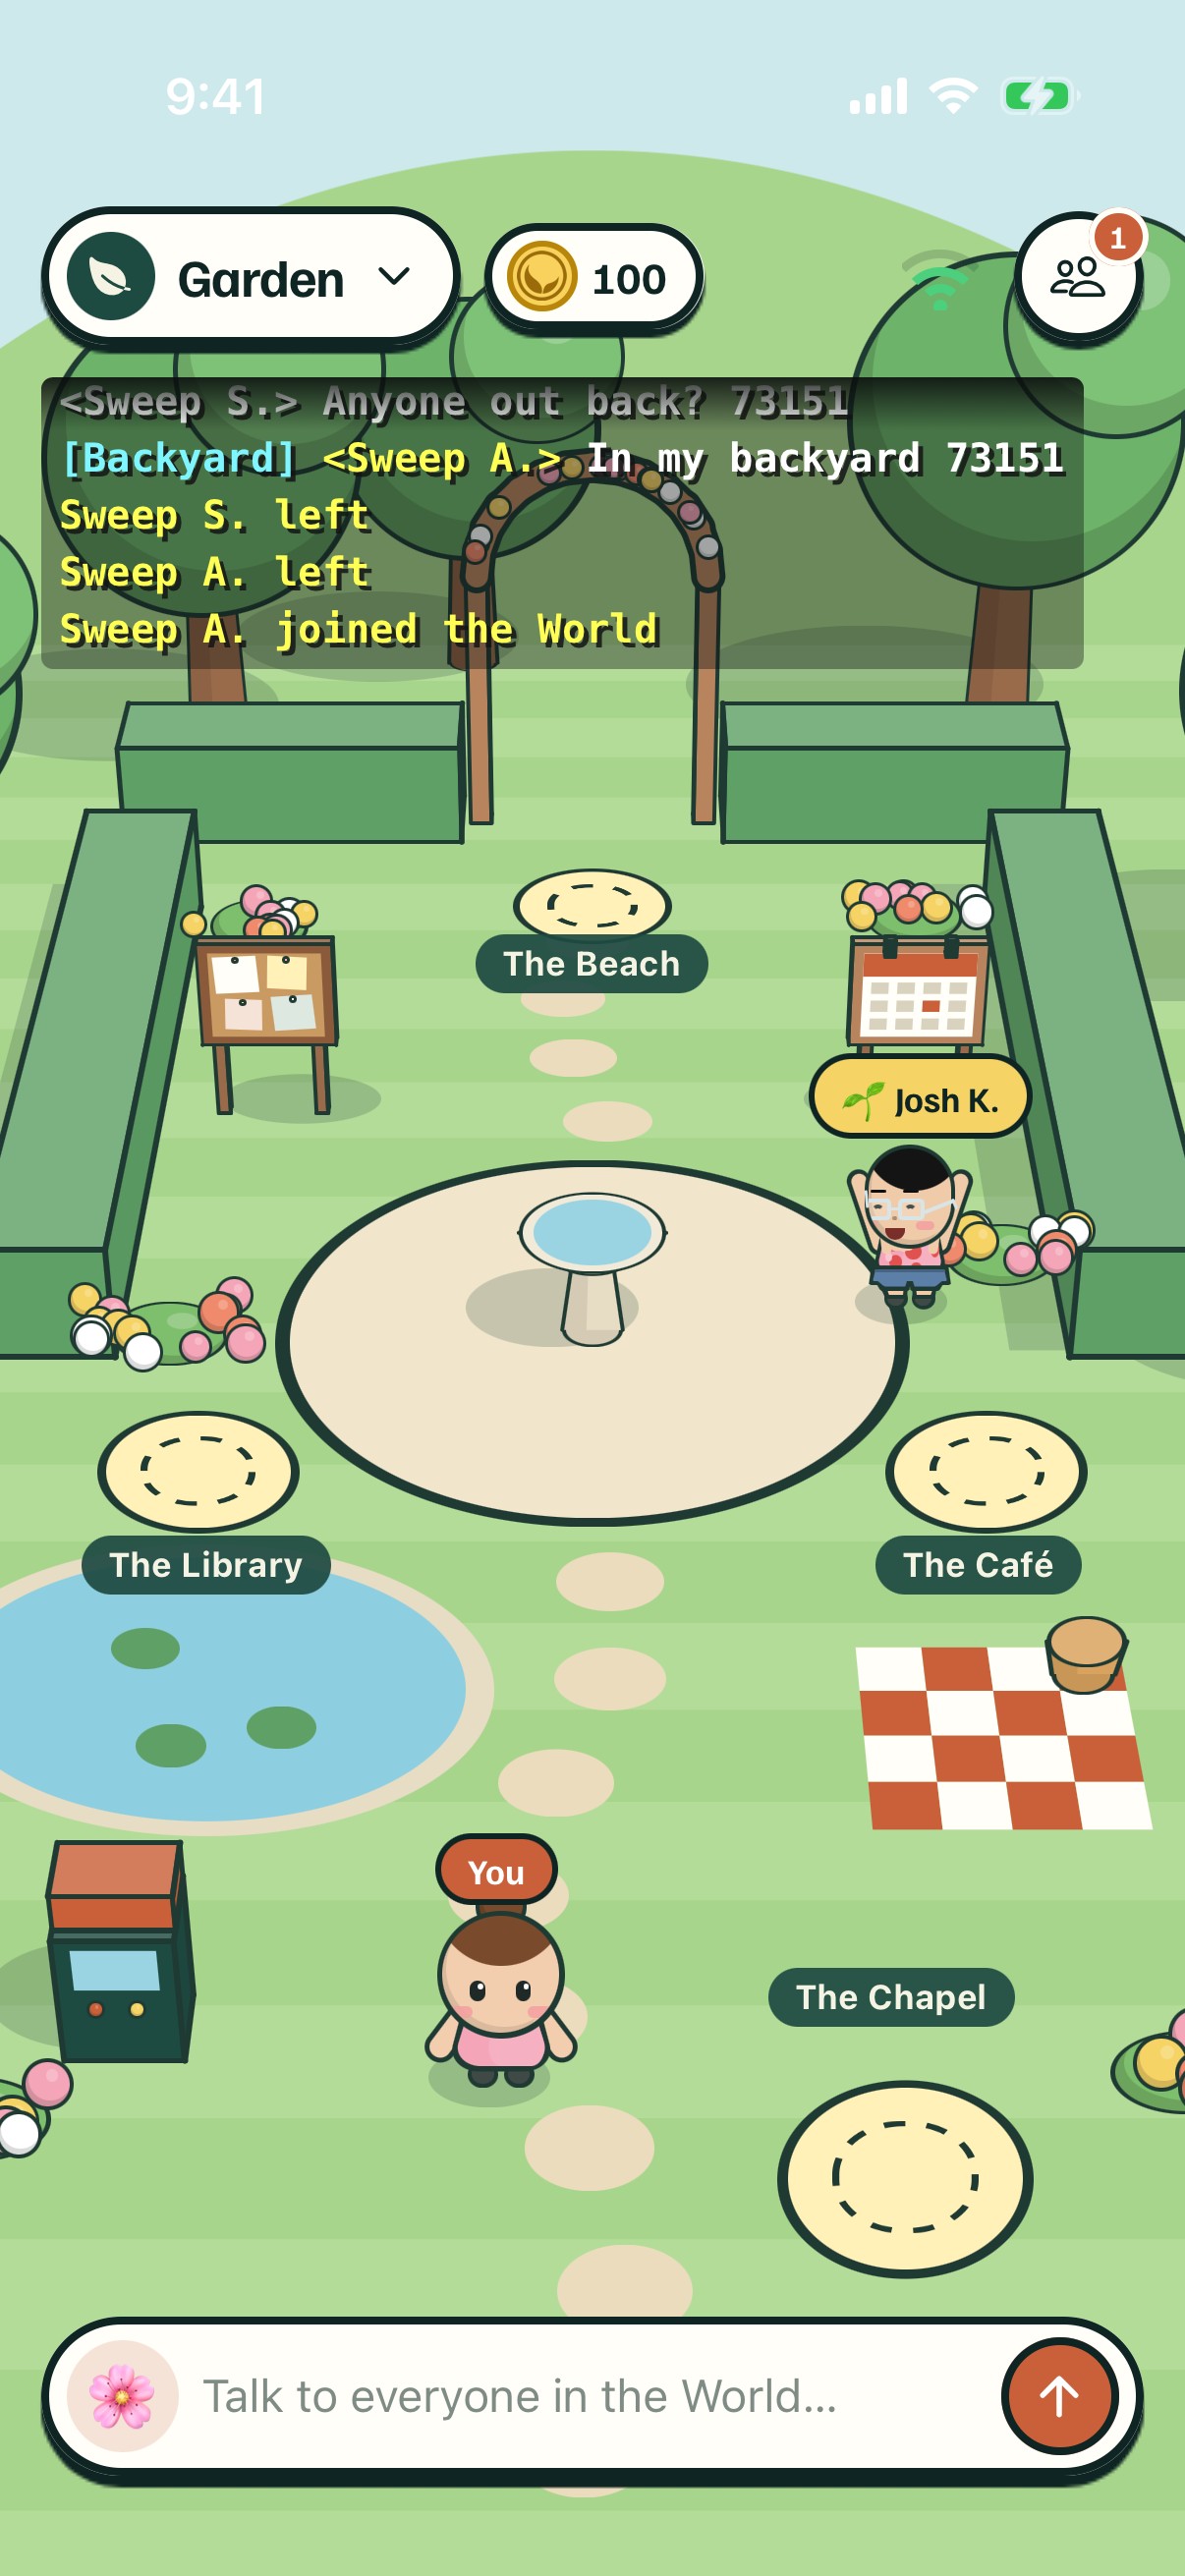 9:41
Garden
100
1
<Sweep S.> Anyone out back? 73151
[Backyard] <Sweep A.> In my backyard 73151
Sweep S. left
Sweep A. left
Sweep A. joined the World
The Beach
Josh K.
The Library
The Café
You
The Chapel
Talk to everyone in the World...